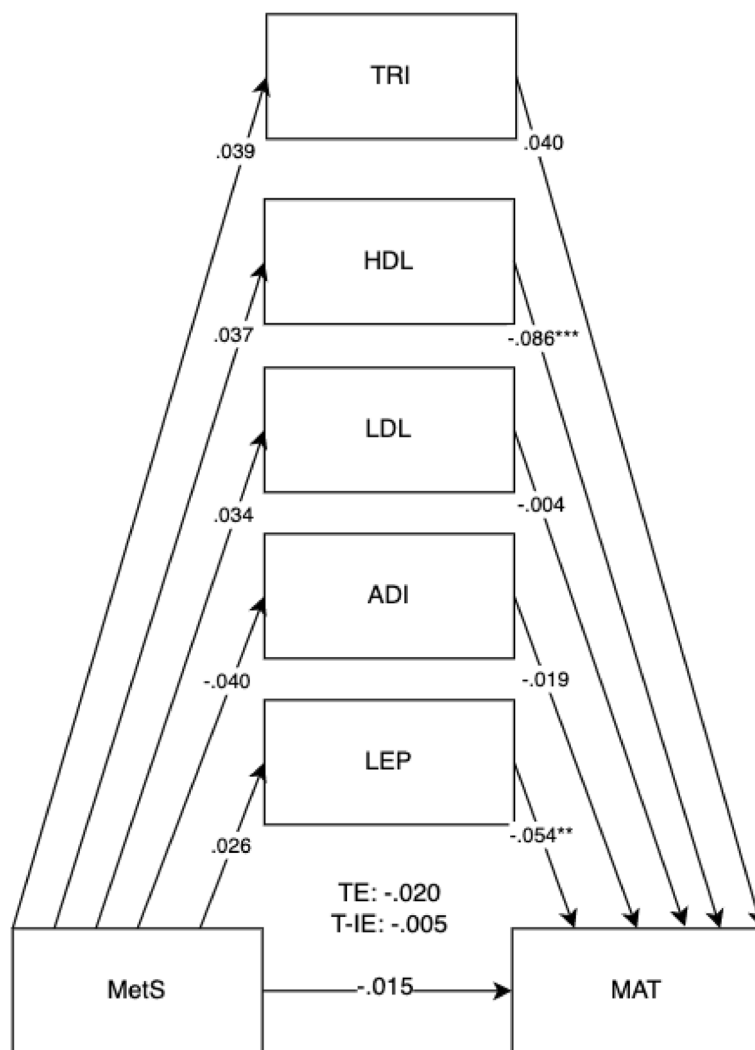 TRI
.039
.040
HDL
.037
-.086***
LDL
.034
-.004
ADI
-.040
-.019
LEP
.026
-.054**
TE: -.020
T-IE: -.005
MetS
-.015
MAT